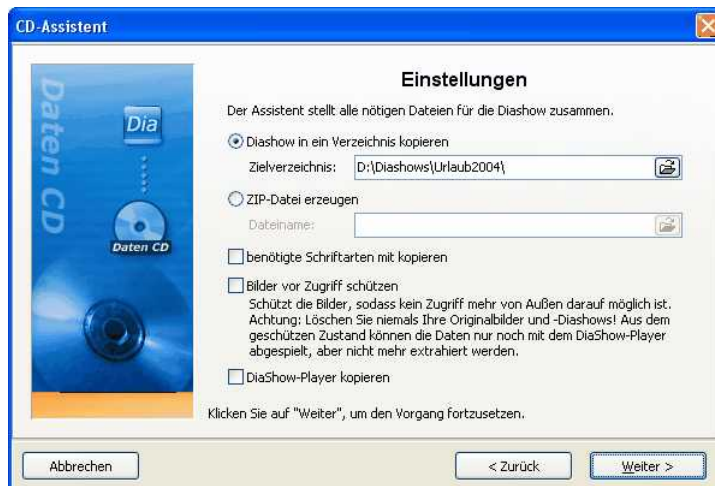 CD-Assistent
Daten CD
Dia
Daten CD
Einstellungen
Der Assistent stellt alle nötigen Dateien für die Diashow zusammen.
Diashow in ein Verzeichnis kopieren
Zielverzeichnis: D:\Diashows\Urlaub2004\
ZIP-Datei erzeugen
Dateiname:
benötigte Schriftarten mit kopieren
Bilder vor Zugriff schützen
Schützt die Bilder, sodass kein Zugriff mehr von Außen darauf möglich ist.
Achtung: Löschen Sie niemals Ihre Originalbilder und -Diashows! Aus dem
geschützen Zustand können die Daten nur noch mit dem DiaShow-Player
abgespielt, aber nicht mehr extrahiert werden.
DiaShow-Player kopieren
Klicken Sie auf "Weiter", um den Vorgang fortzusetzen.
Abbrechen
< Zurück
Weiter >